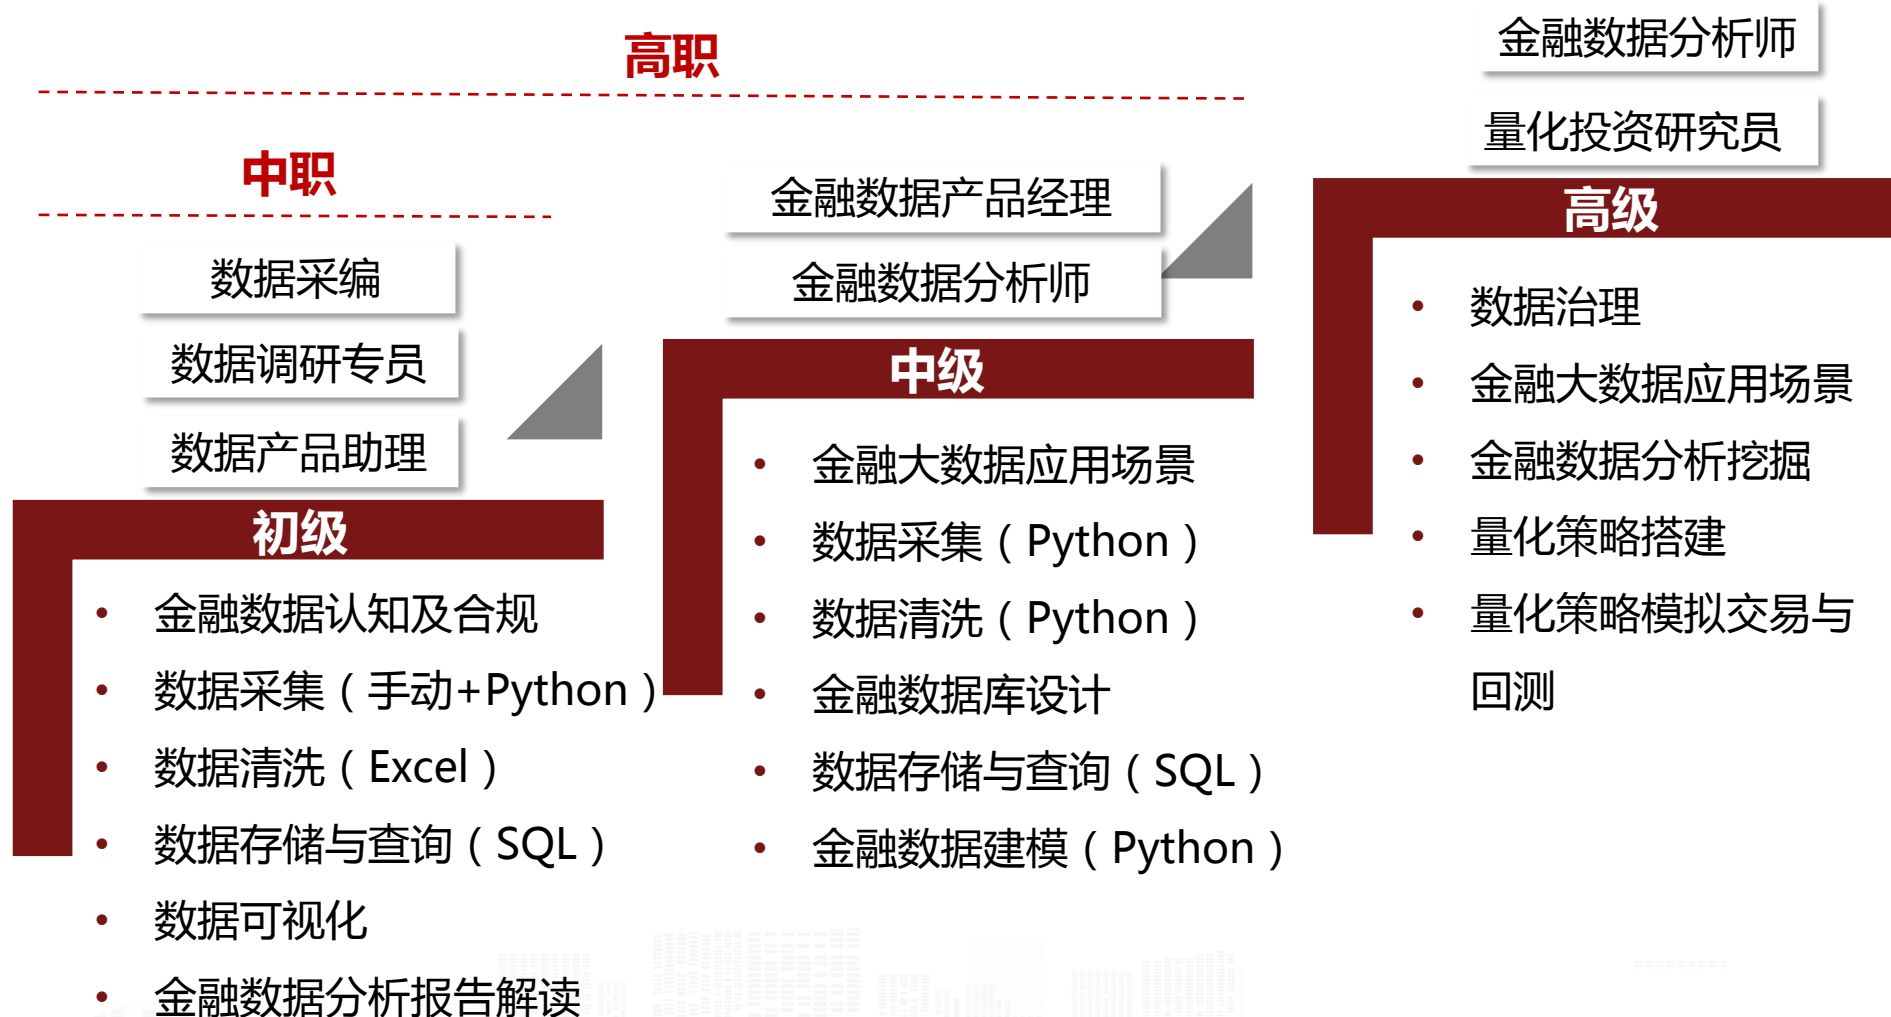 高职
中职
数据采编
数据调研专员
数据产品助理
初级
• 金融数据认知及合规
• 数据采集（手动+Python）
• 数据清洗（Excel）
• 数据存储与查询（SQL）
• 数据可视化
• 金融数据分析报告解读
金融数据产品经理
金融数据分析师
中级
• 金融大数据应用场景
• 数据采集（Python）
• 数据清洗（Python）
• 金融数据库设计
• 数据存储与查询（SQL）
• 金融数据建模（Python）
金融数据分析师
量化投资研究员
高级
• 数据治理
• 金融大数据应用场景
• 金融数据分析挖掘
• 量化策略搭建
• 量化策略模拟交易与
回测